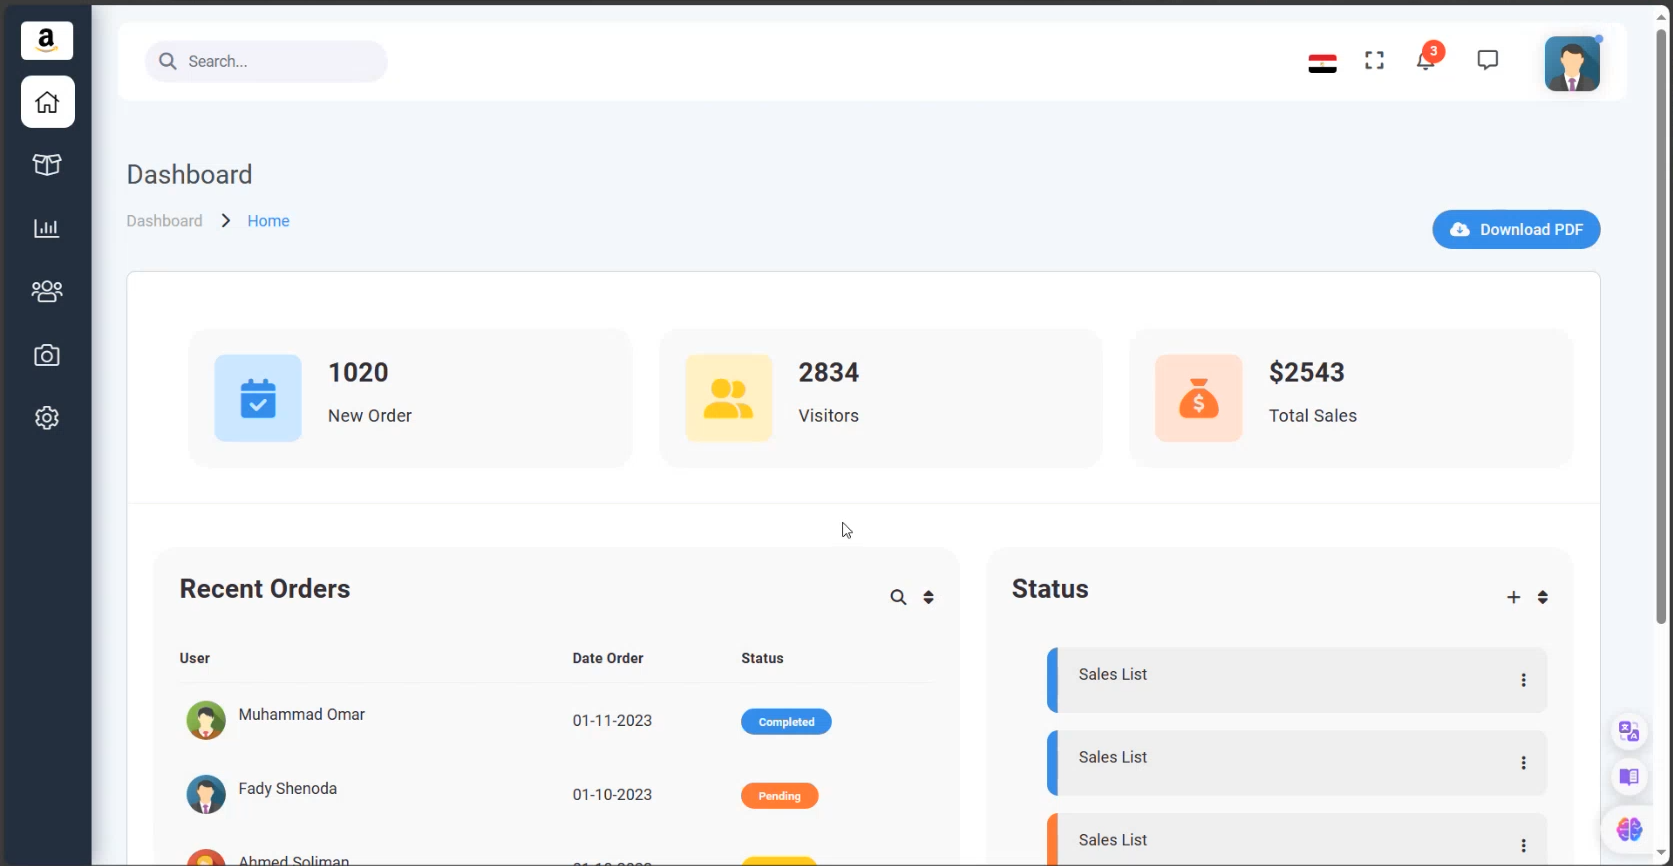 a
Search...
3
Dashboard
Dashboard Home
Download PDF
1020
New Order
2834
Visitors
$2543
Total Sales
Recent Orders
User Date Order Status
Muhammad Omar 01-11-2023 Completed
Fady Shenoda 01-10-2023 Pending
Ahmed Soliman
Status
Sales List
Sales List
Sales List